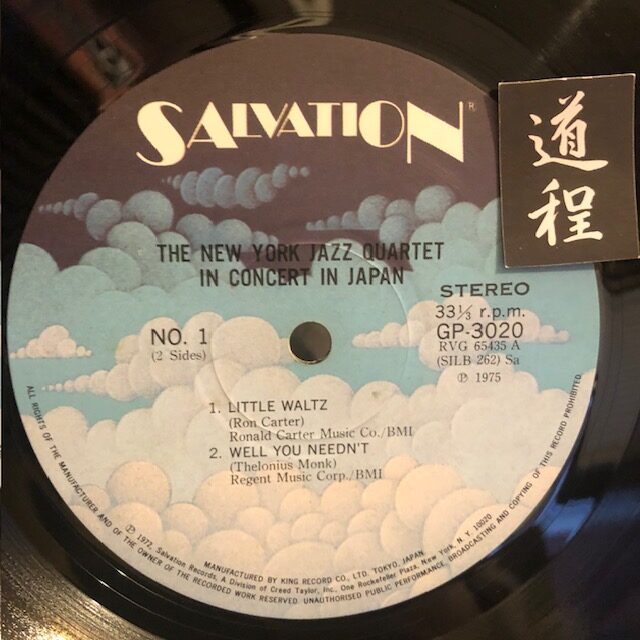 SALVATION®
道程
THE NEW YORK JAZZ QUARTET
IN CONCERT IN JAPAN
STEREO
33⅓ r.p.m.
GP-3020
RVG 65435 A
(SILB 262) Sa
℗ 1975
NO. 1
(2 Sides)
1. LITTLE WALTZ
(Ron Carter)
Ronald Carter Music Co./BMI
2. WELL YOU NEEDN'T
(Thelonius Monk)
Regent Music Corp./BMI
ALL RIGHTS OF THE MANUFACTURER AND OF THE OWNER OF THE RECORDED WORK RESERVED. UNAUTHORISED PUBLIC PERFORMANCE, BROADCASTING AND COPYING OF THIS RECORD PROHIBITED
℗ 1972, Salvation Records, A Division of Creed Taylor, Inc., One Rockefeller Plaza, New York, N. Y. 10020
MANUFACTURED BY KING RECORD CO., LTD. TOKYO, JAPAN